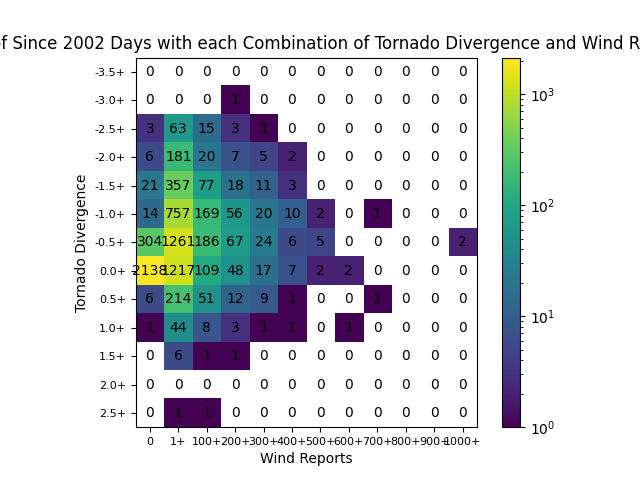 f Since 2002 Days with each Combination of Tornado Divergence and Wind R
-3.5+ 0 0 0 0 0 0 0 0 0 0 0 0
-3.0+ 0 0 0 1 0 0 0 0 0 0 0 0
-2.5+ 3 63 15 3 1 0 0 0 0 0 0 0
-2.0+ 6 181 20 7 5 2 0 0 0 0 0 0
-1.5+ 21 357 77 18 11 3 0 0 0 0 0 0
-1.0+ 14 757 169 56 20 10 2 0 1 0 0 0
-0.5+ 304 1261 186 67 24 6 5 0 0 0 0 2
0.0+ 2138 1217 109 48 17 7 2 2 0 0 0 0
0.5+ 6 214 51 12 9 1 0 0 1 0 0 0
1.0+ 1 44 8 3 1 1 0 1 0 0 0 0
1.5+ 0 6 1 1 0 0 0 0 0 0 0 0
2.0+ 0 0 0 0 0 0 0 0 0 0 0 0
2.5+ 0 1 1 0 0 0 0 0 0 0 0 0
0 1+ 100+ 200+ 300+ 400+ 500+ 600+ 700+ 800+ 900+ 1000+
Wind Reports
Tornado Divergence
10³
10²
10¹
10⁰